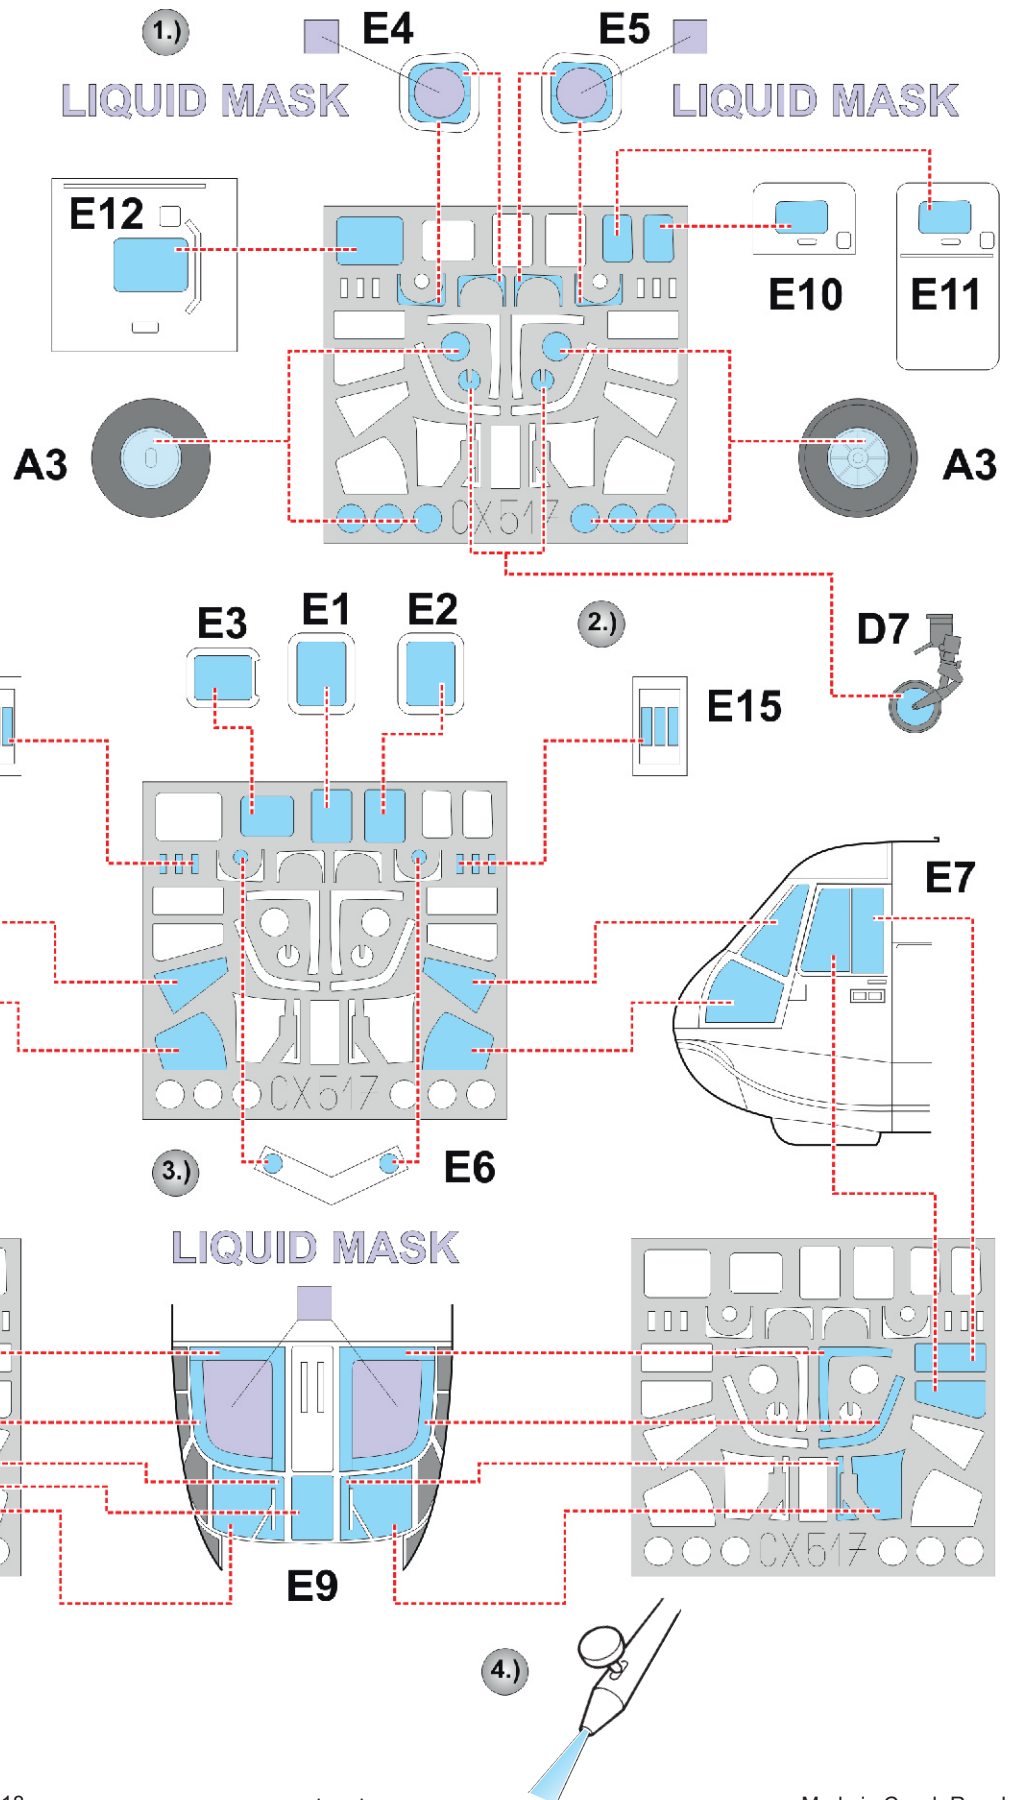 1.)
E4
E5
LIQUID MASK
LIQUID MASK
E12
E10
E11
A3
A3
CX517
E3
E1
E2
2.)
D7
E15
E7
CX517
3.)
E6
LIQUID MASK
CX517
E9
4.)